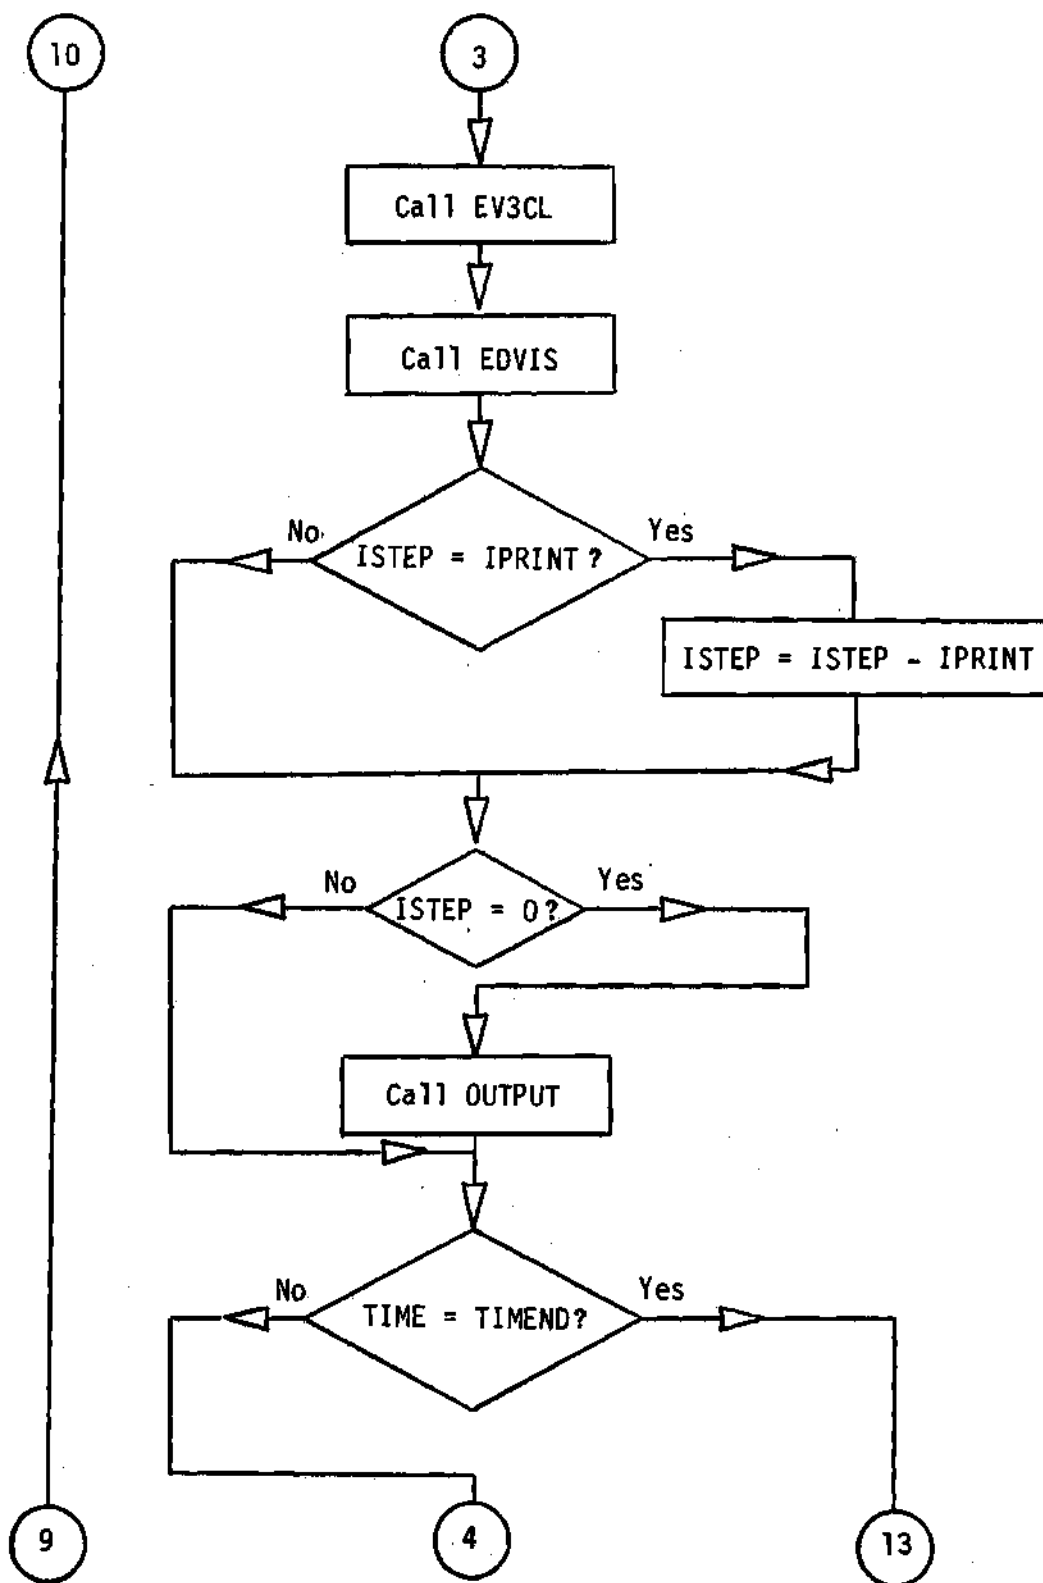 10
3
Call EV3CL
Call EDVIS
No
Yes
ISTEP = IPRINT?
ISTEP = ISTEP - IPRINT
No
Yes
ISTEP = 0?
Call OUTPUT
No
Yes
TIME = TIMEND?
9
4
13